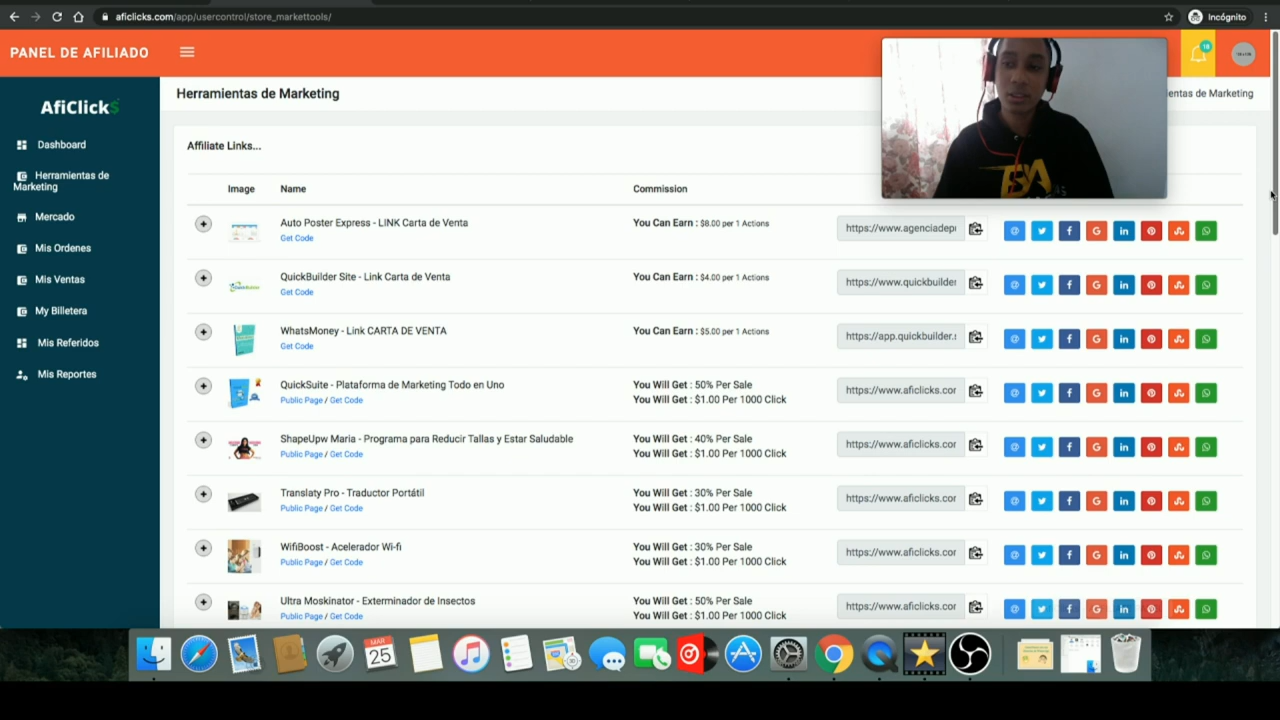 aficlicks.com/app/usercontrol/store_markettools/
Incógnito
PANEL DE AFILIADO
18
AfiClick$
Herramientas de Marketing
entas de Marketing
Dashboard
Herramientas de
Marketing
Mercado
Mis Ordenes
Mis Ventas
My Billetera
Mis Referidos
Mis Reportes
Affiliate Links...
Image Name Commission
Auto Poster Express - LINK Carta de Venta
Get Code
You Can Earn : $8.00 per 1 Actions
https://www.agenciadep
QuickBuilder Site - Link Carta de Venta
Get Code
You Can Earn : $4.00 per 1 Actions
https://www.quickbuilder
WhatsMoney - Link CARTA DE VENTA
Get Code
You Can Earn : $5.00 per 1 Actions
https://app.quickbuilder.s
QuickSuite - Plataforma de Marketing Todo en Uno
Public Page / Get Code
You Will Get : 50% Per Sale
You Will Get : $1.00 Per 1000 Click
https://www.aficlicks.cor
ShapeUpw Maria - Programa para Reducir Tallas y Estar Saludable
Public Page / Get Code
You Will Get : 40% Per Sale
You Will Get : $1.00 Per 1000 Click
https://www.aficlicks.cor
Translaty Pro - Traductor Portátil
Public Page / Get Code
You Will Get : 30% Per Sale
You Will Get : $1.00 Per 1000 Click
https://www.aficlicks.cor
WifiBoost - Acelerador Wi-fi
Public Page / Get Code
You Will Get : 30% Per Sale
You Will Get : $1.00 Per 1000 Click
https://www.aficlicks.cor
Ultra Moskinator - Exterminador de Insectos
Public Page / Get Code
You Will Get : 50% Per Sale
You Will Get : $1.00 Per 1000 Click
https://www.aficlicks.cor
MAR
25